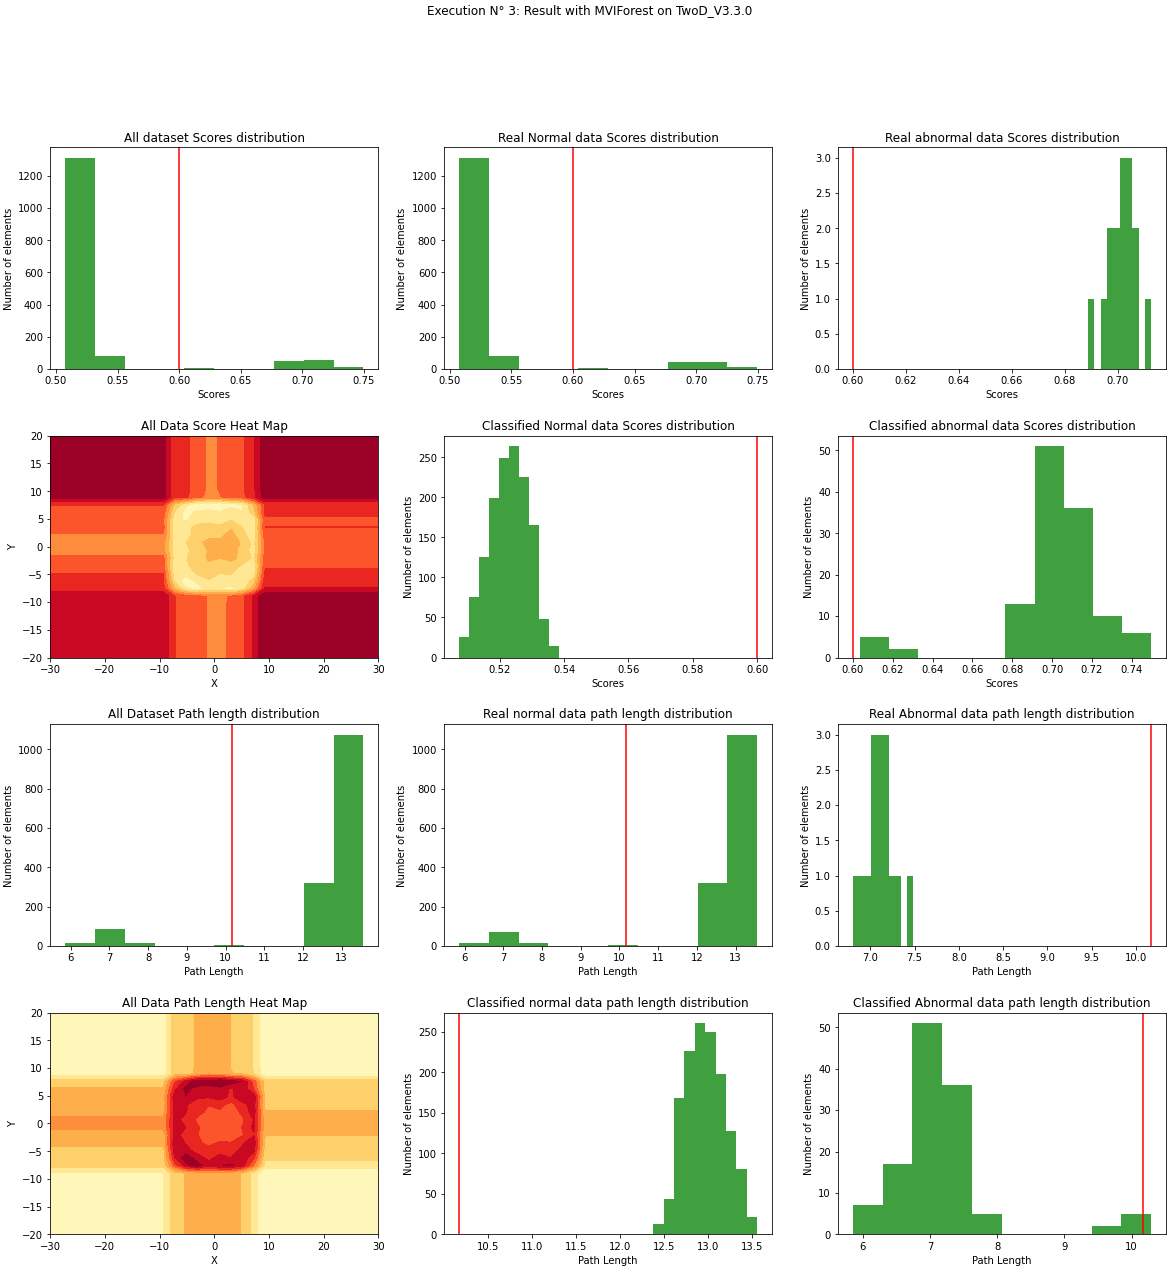 Execution N° 3: Result with MVIForest on TwoD_V3.3.0
All dataset Scores distribution
Number of elements
1200
1000
800
600
400
200
0
0.50 0.55 0.60 0.65 0.70 0.75
Scores
Real Normal data Scores distribution
Number of elements
1200
1000
800
600
400
200
0
0.50 0.55 0.60 0.65 0.70 0.75
Scores
Real abnormal data Scores distribution
Number of elements
3.0
2.5
2.0
1.5
1.0
0.5
0.0
0.60 0.62 0.64 0.66 0.68 0.70
Scores
All Data Score Heat Map
Y
20
15
10
5
0
−5
−10
−15
−20
−30 −20 −10 0 10 20 30
X
Classified Normal data Scores distribution
Number of elements
250
200
150
100
50
0
0.52 0.54 0.56 0.58 0.60
Scores
Classified abnormal data Scores distribution
Number of elements
50
40
30
20
10
0
0.60 0.62 0.64 0.66 0.68 0.70 0.72 0.74
Scores
All Dataset Path length distribution
Number of elements
1000
800
600
400
200
0
6 7 8 9 10 11 12 13
Path Length
Real normal data path length distribution
Number of elements
1000
800
600
400
200
0
6 7 8 9 10 11 12 13
Path Length
Real Abnormal data path length distribution
Number of elements
3.0
2.5
2.0
1.5
1.0
0.5
0.0
7.0 7.5 8.0 8.5 9.0 9.5 10.0
Path Length
All Data Path Length Heat Map
Y
20
15
10
5
0
−5
−10
−15
−20
−30 −20 −10 0 10 20 30
X
Classified normal data path length distribution
Number of elements
250
200
150
100
50
0
10.5 11.0 11.5 12.0 12.5 13.0 13.5
Path Length
Classified Abnormal data path length distribution
Number of elements
50
40
30
20
10
0
6 7 8 9 10
Path Length